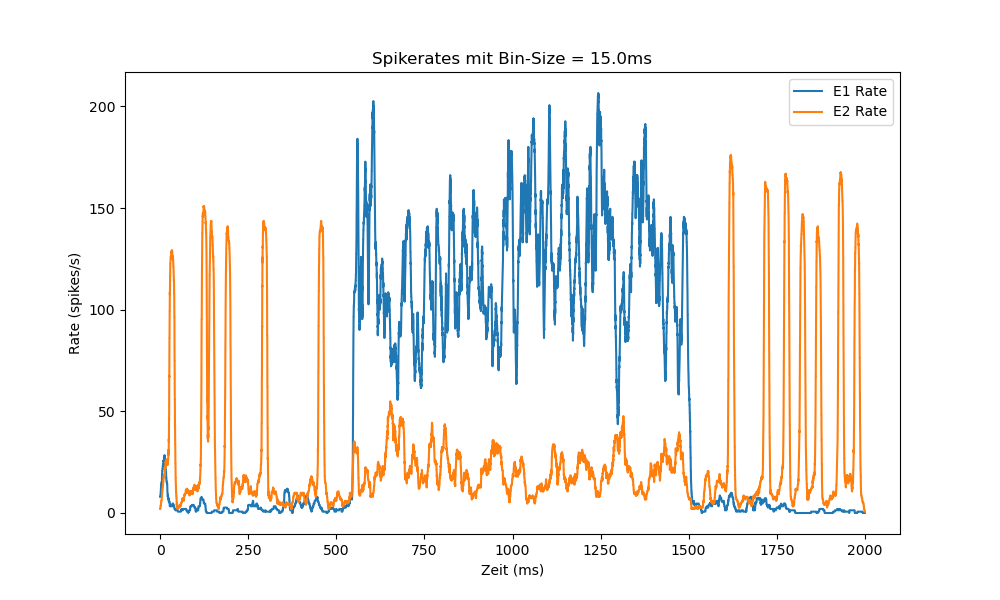 Spikerates mit Bin-Size = 15.0ms
E1 Rate
E2 Rate
Rate (spikes/s)
200
150
100
50
0
0 250 500 750 1000 1250 1500 1750 2000
Zeit (ms)